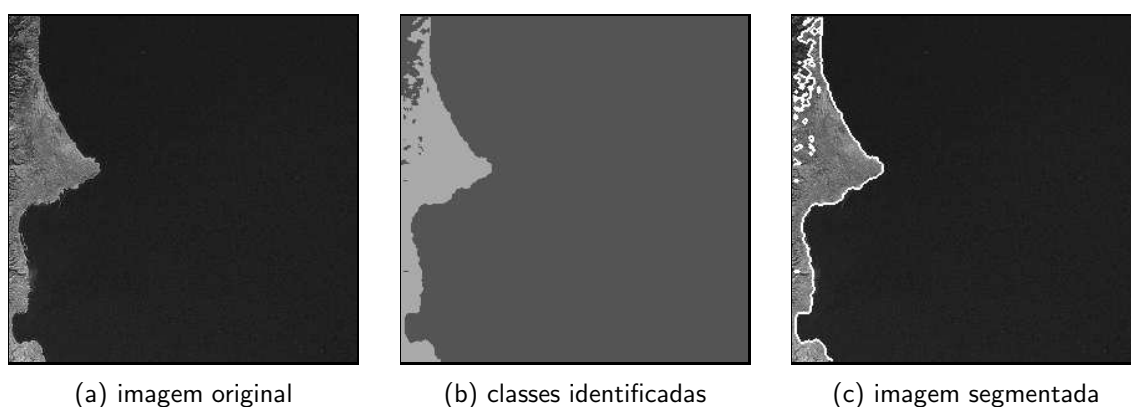 (a) imagem original
(b) classes identificadas
(c) imagem segmentada